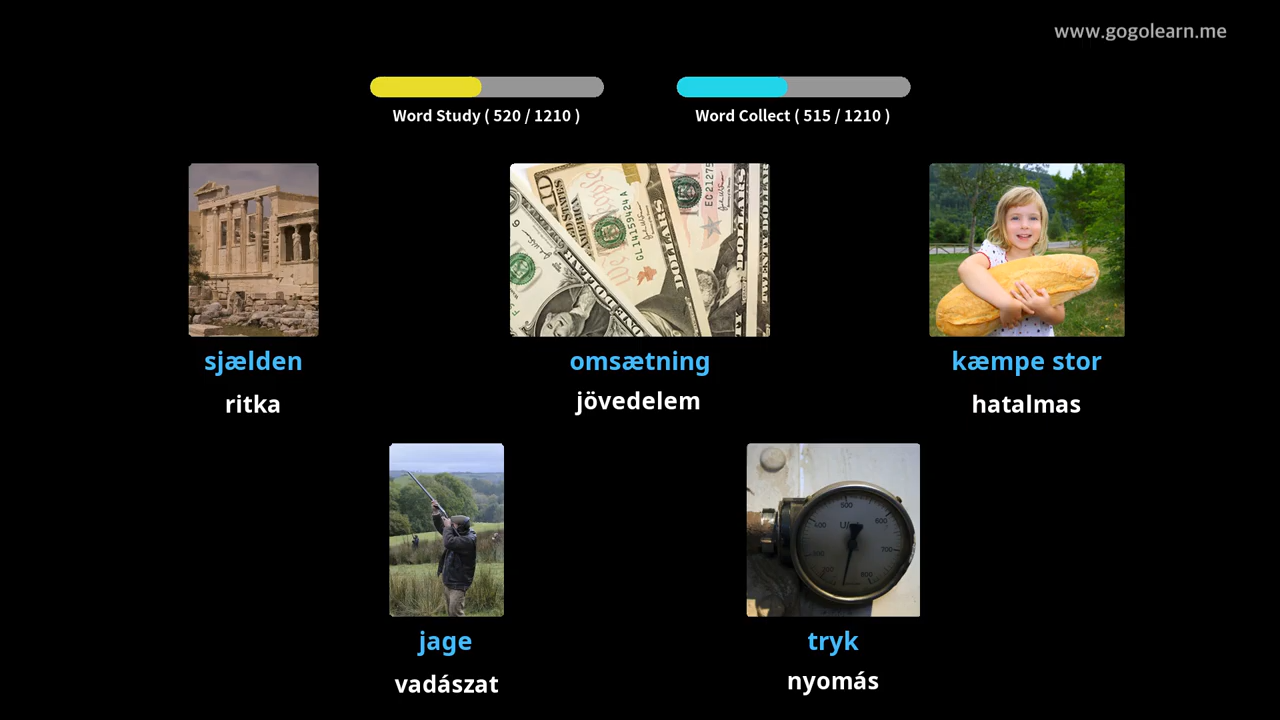 www.gogolearn.me
Word Study ( 520 / 1210 )
Word Collect ( 515 / 1210 )
sjælden
omsætning
kæmpe stor
ritka
jövedelem
hatalmas
jage
tryk
vadászat
nyomás